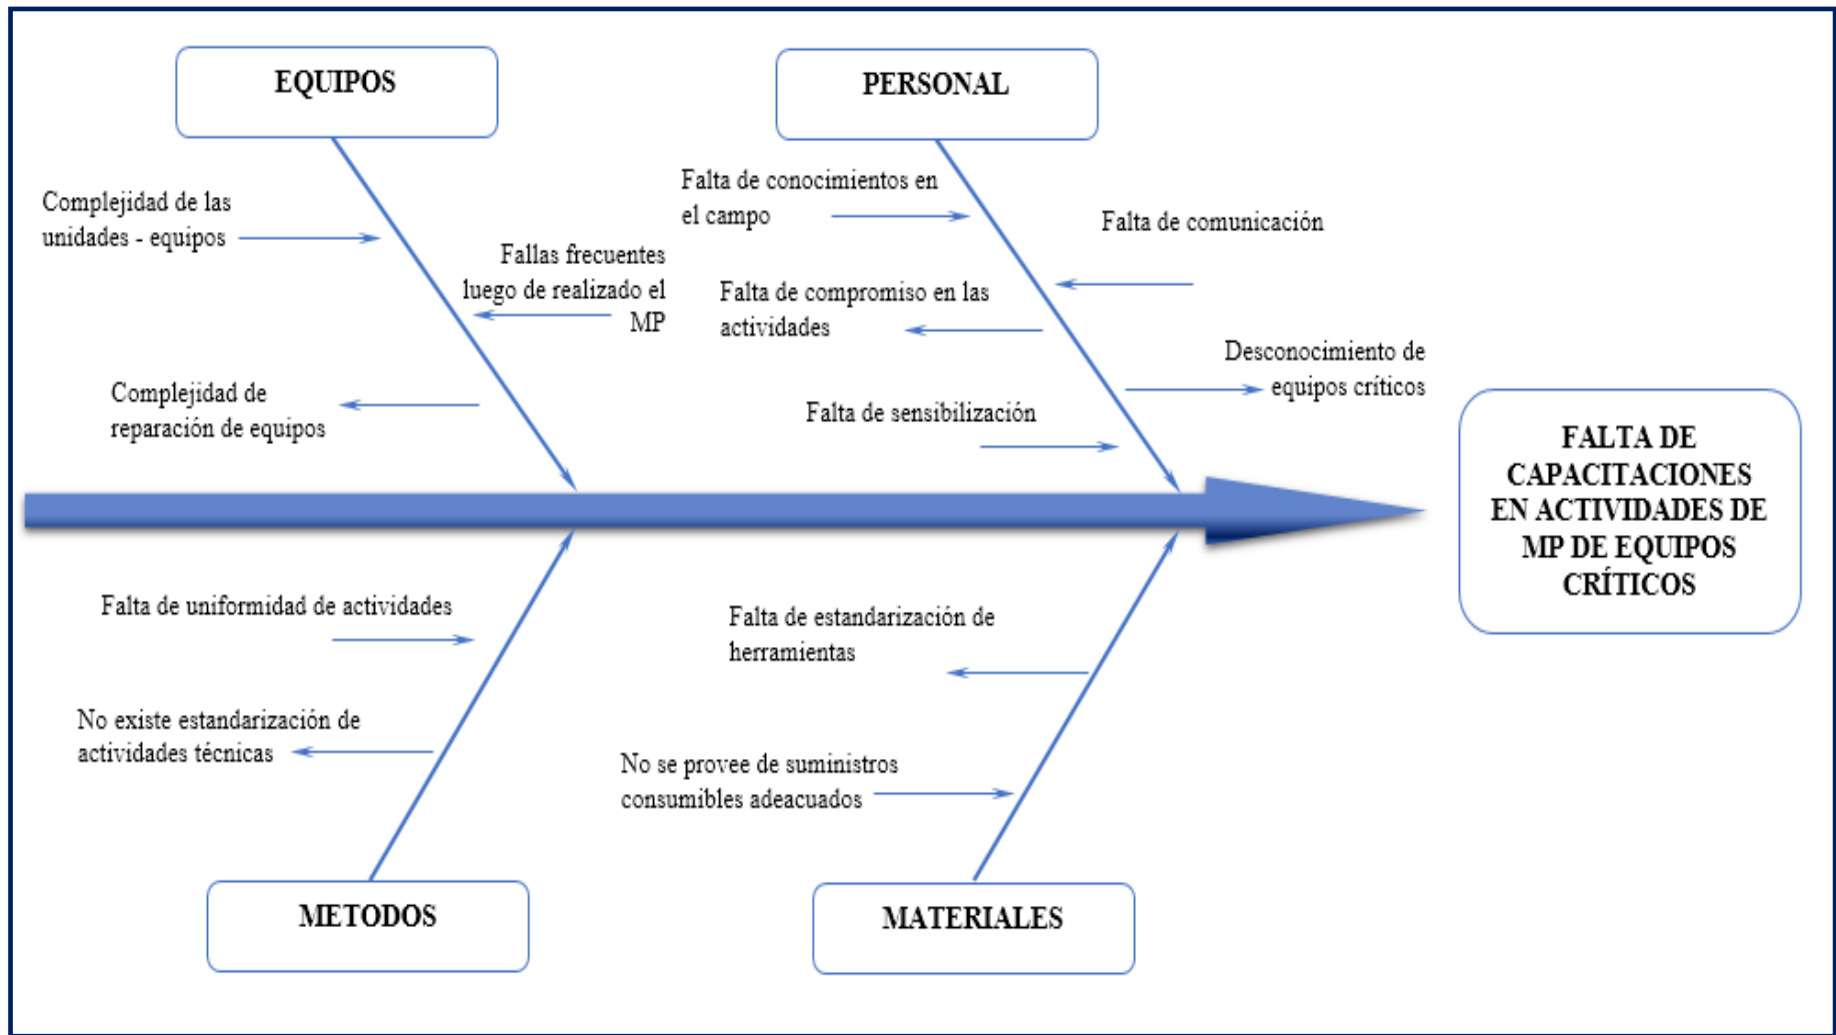 EQUIPOS
PERSONAL
Complejidad de las
unidades - equipos
Fallas frecuentes
luego de realizado el
MP
Complejidad de
reparación de equipos
Falta de conocimientos en
el campo
Falta de comunicación
Falta de compromiso en las
actividades
Desconocimiento de
equipos críticos
Falta de sensibilización
FALTA DE
CAPACITACIONES
EN ACTIVIDADES DE
MP DE EQUIPOS
CRÍTICOS
Falta de uniformidad de actividades
No existe estandarización de
actividades técnicas
Falta de estandarización de
herramientas
No se provee de suministros
consumibles adeacuados
METODOS
MATERIALES